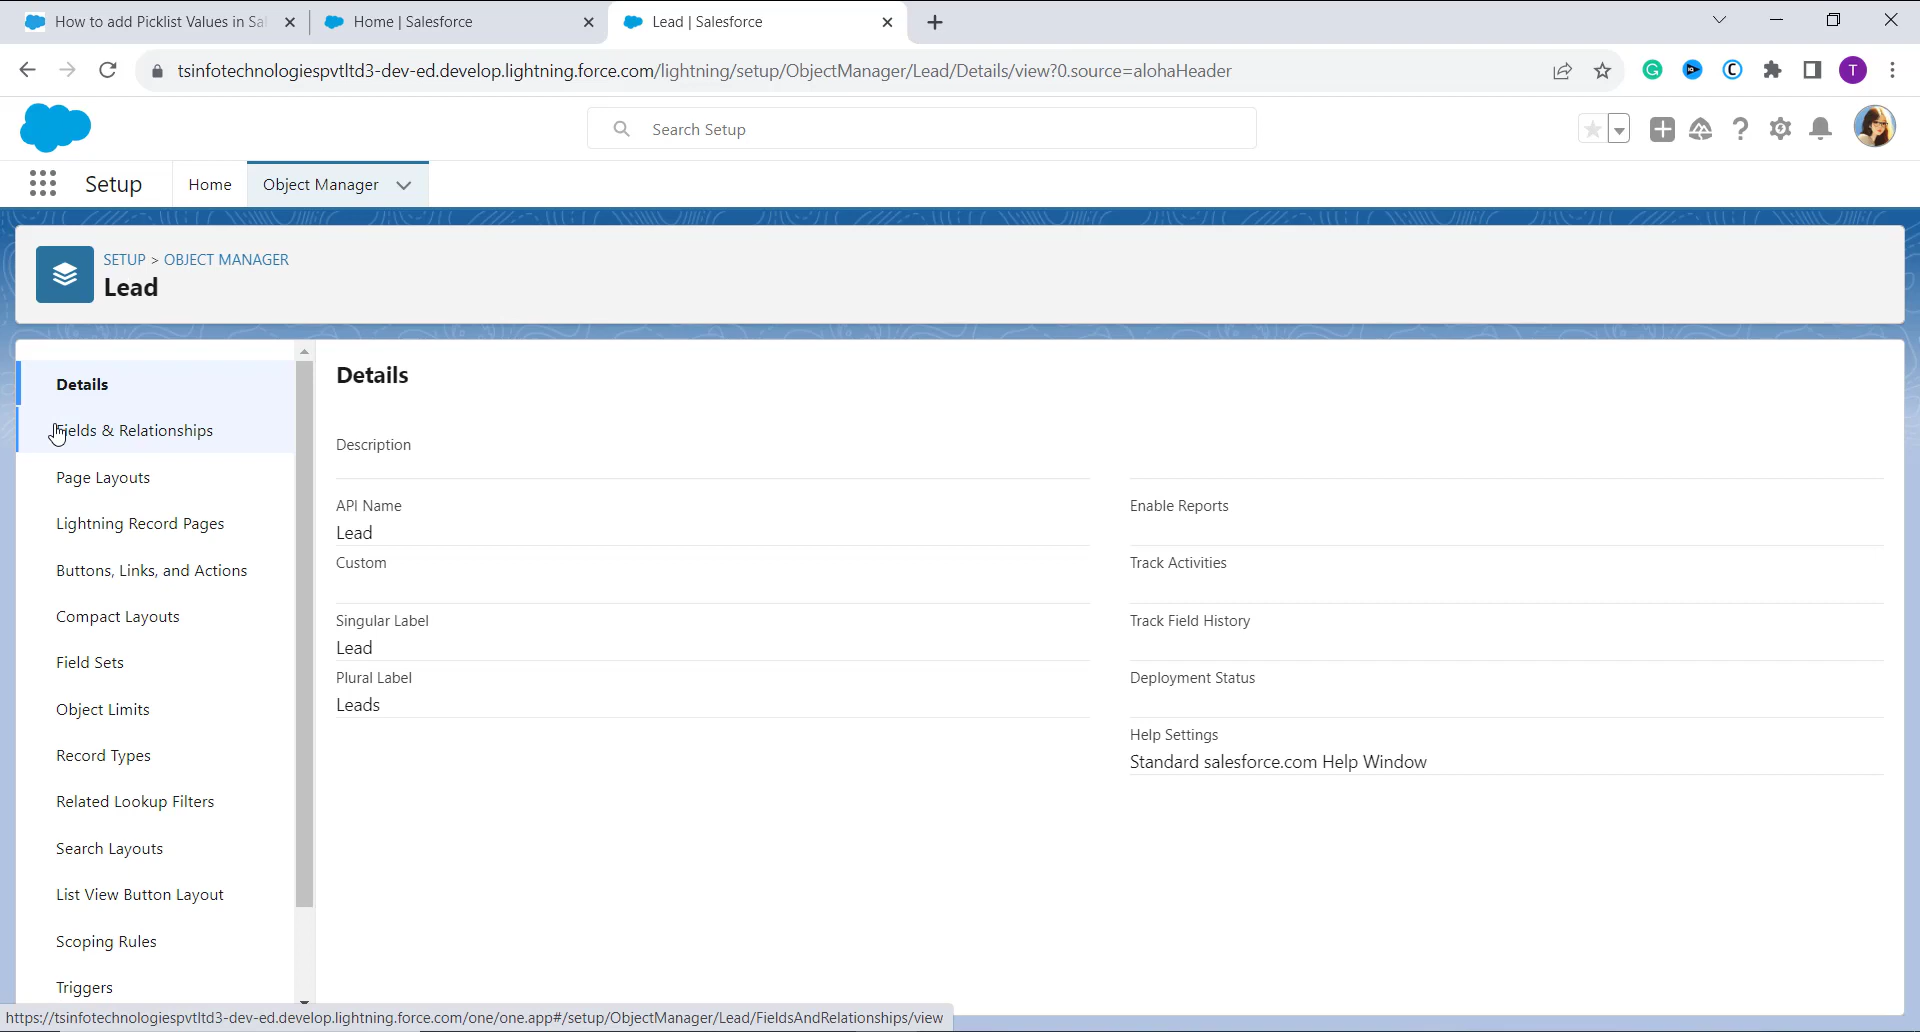 How to add Picklist Values in Sal
Home | Salesforce
Lead | Salesforce
tsinfotechnologiespvtltd3-dev-ed.develop.lightning.force.com/lightning/setup/ObjectManager/Lead/Details/view?0.source=alohaHeader
T
Search Setup
Setup
Home
Object Manager
SETUP > OBJECT MANAGER
Lead
Details
Fields & Relationships
Page Layouts
Lightning Record Pages
Buttons, Links, and Actions
Compact Layouts
Field Sets
Object Limits
Record Types
Related Lookup Filters
Search Layouts
List View Button Layout
Scoping Rules
Triggers
Details
Description
API Name
Lead
Custom
Singular Label
Lead
Plural Label
Leads
Enable Reports
Track Activities
Track Field History
Deployment Status
Help Settings
Standard salesforce.com Help Window
https://tsinfotechnologiespvtltd3-dev-ed.develop.lightning.force.com/one/one.app#/setup/ObjectManager/Lead/FieldsAndRelationships/view